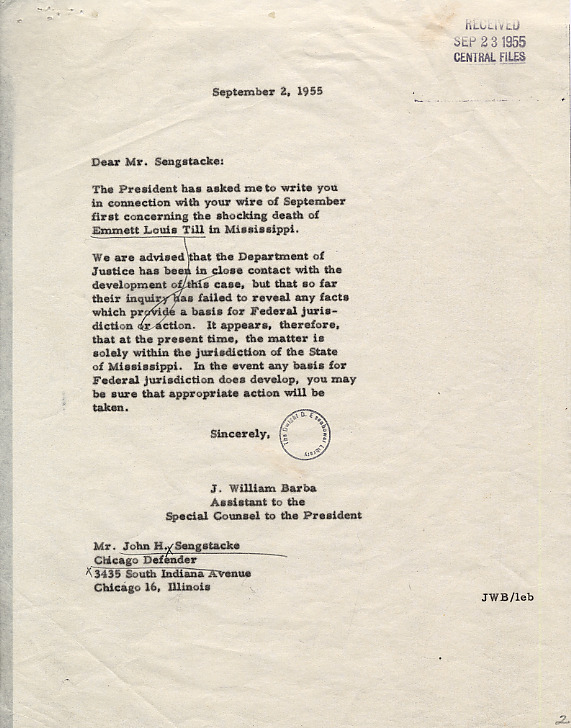 RECEIVED
SEP 23 1955
CENTRAL FILES
September 2, 1955
Dear Mr. Sengstacke:
The President has asked me to write you
in connection with your wire of September
first concerning the shocking death of
Emmett Louis Till in Mississippi.
We are advised that the Department of
Justice has been in close contact with the
development of this case, but that so far
their inquiry has failed to reveal any facts
which provide a basis for Federal juris-
diction or action. It appears, therefore,
that at the present time, the matter is
solely within the jurisdiction of the State
of Mississippi. In the event any basis for
Federal jurisdiction does develop, you may
be sure that appropriate action will be
taken.
Sincerely,
The Dwight D. Eisenhower Library
J. William Barba
Assistant to the
Special Counsel to the President
Mr. John H. Sengstacke
Chicago Defender
3435 South Indiana Avenue
Chicago 16, Illinois
JWB/leb
2